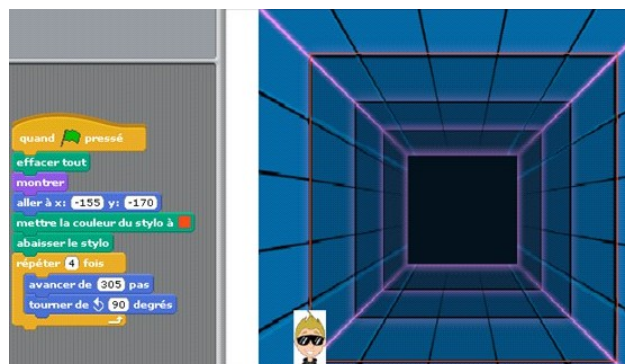 quand pressé
effacer tout
montrer
aller à x: -155 y: -170
mettre la couleur du stylo à
abaisser le stylo
répéter 4 fois
avancer de 305 pas
tourner de 90 degrés